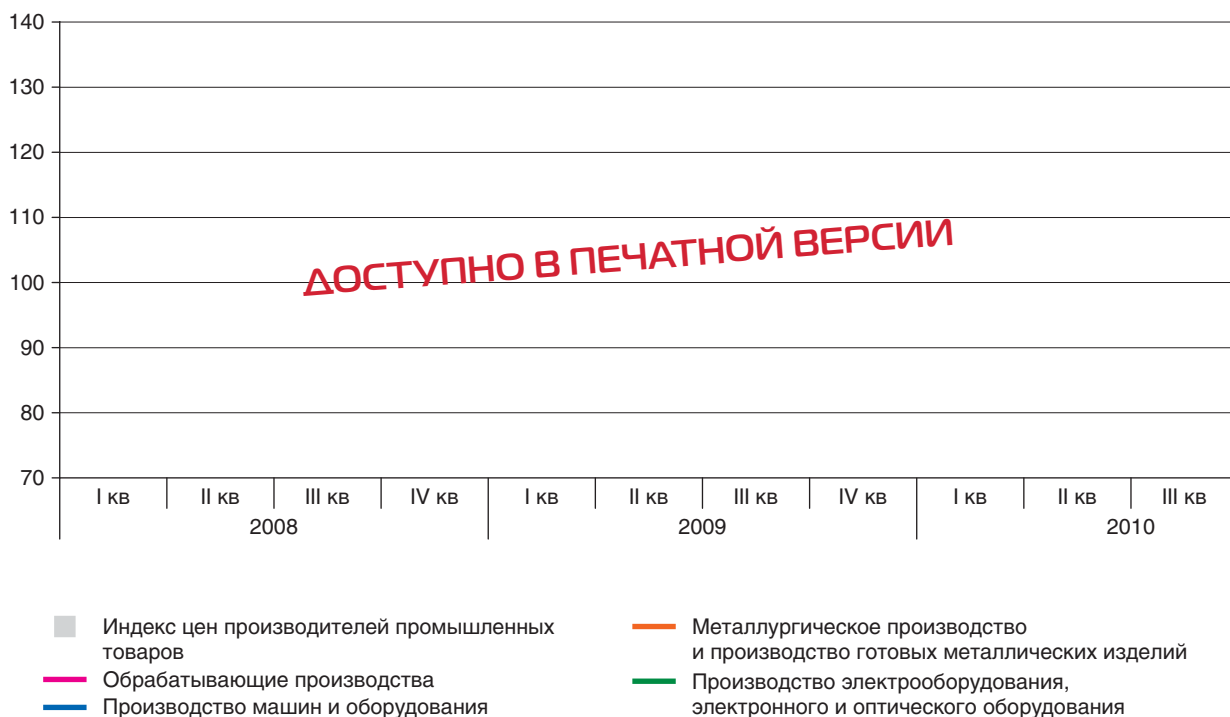 140
130
120
110
100
90
80
70
ДОСТУПНО В ПЕЧАТНОЙ ВЕРСИИ
I кв II кв III кв IV кв I кв II кв III кв IV кв I кв II кв III кв
2008 2009 2010
Индекс цен производителей промышленных
товаров
Обрабатывающие производства
Производство машин и оборудования
Металлургическое производство
и производство готовых металлических изделий
Производство электрооборудования,
электронного и оптического оборудования